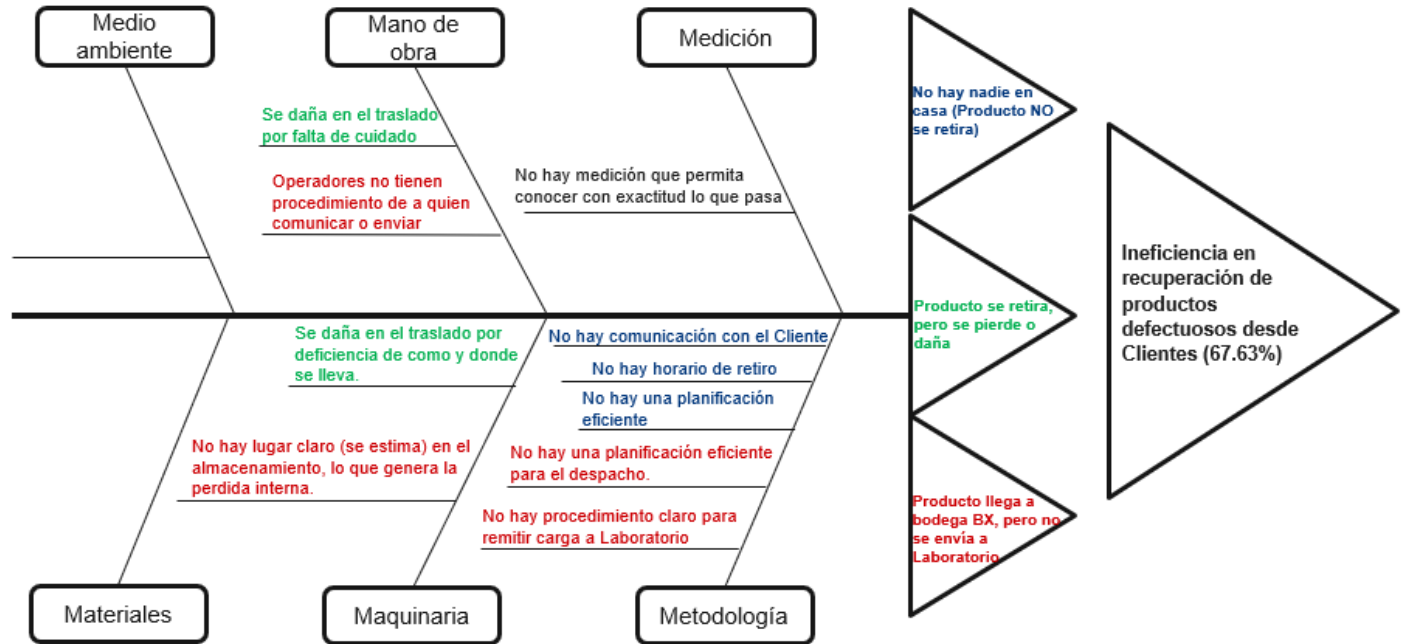 Medio
ambiente
Mano de
obra
Medición
Se daña en el traslado
por falta de cuidado
Operadores no tienen
procedimiento de a quien
comunicar o enviar
No hay medición que permita
conocer con exactitud lo que pasa
No hay nadie en
casa (Producto NO
se retira)
Producto se retira,
pero se pierde o
daña
Producto llega a
bodega BX, pero no
se envía a
Laboratorio
Ineficiencia en
recuperación de
productos
defectuosos desde
Clientes (67.63%)
Se daña en el traslado por
deficiencia de como y donde
se lleva.
No hay lugar claro (se estima) en el
almacenamiento, lo que genera la
perdida interna.
No hay comunicación con el Cliente
No hay horario de retiro
No hay una planificación
eficiente
No hay una planificación eficiente
para el despacho.
No hay procedimiento claro para
remitir carga a Laboratorio
Materiales
Maquinaria
Metodología